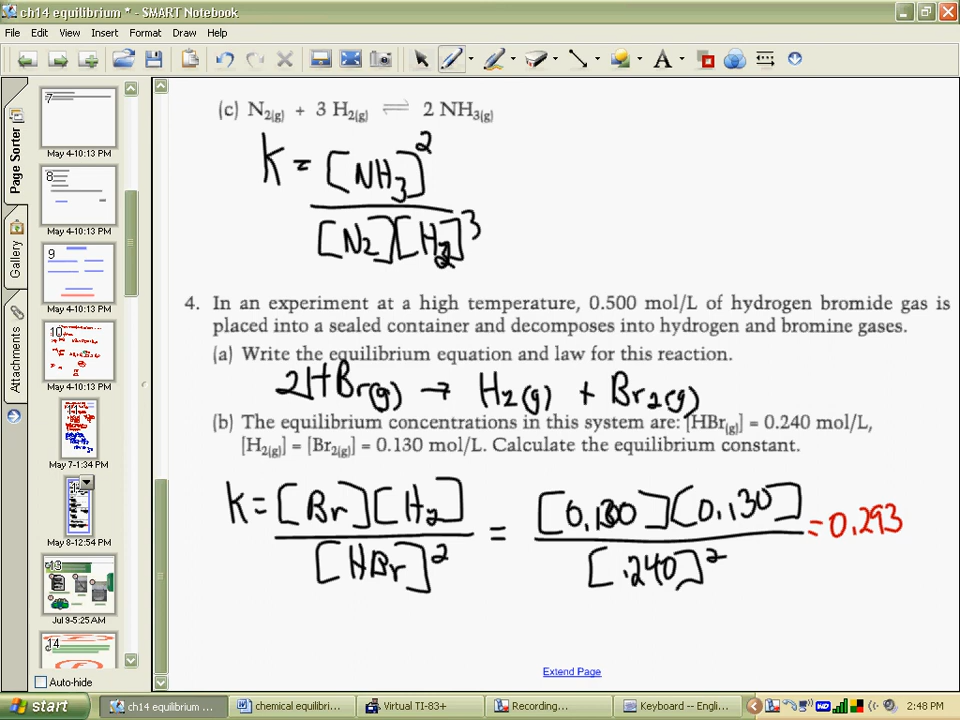 ch14 equilibrium * - SMART Notebook
File Edit View Insert Format Draw Help
Page Sorter
Gallery
Attachments
7
May 4-10:13 PM
8
May 4-10:13 PM
9
May 4-10:13 PM
10
May 4-10:13 PM
May 7-1:34 PM
May 8-12:54 PM
13
Jul 9-5:25 AM
14
Auto-hide
(c) N2(g) + 3 H2(g) ⇌ 2 NH3(g)
K = [NH3]²
[N2][H2]³
4. In an experiment at a high temperature, 0.500 mol/L of hydrogen bromide gas is
placed into a sealed container and decomposes into hydrogen and bromine gases.
(a) Write the equilibrium equation and law for this reaction.
2HBr(g) → H2(g) + Br2(g)
(b) The equilibrium concentrations in this system are: [HBr(g)] = 0.240 mol/L,
[H2(g)] = [Br2(g)] = 0.130 mol/L. Calculate the equilibrium constant.
K = [Br][H2] = [0.130][0.130] = 0.293
[HBr]² [.240]²
Extend Page
start ch14 equilibrium ... chemical equilibri... Virtual TI-83+ Recording... Keyboard -- Engli... 2:48 PM